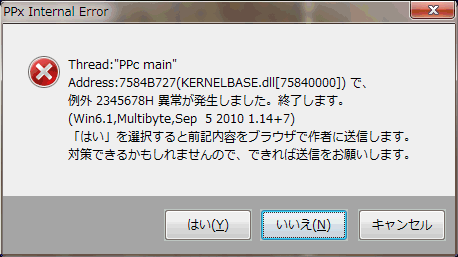 PPx Internal Error
Thread:"PPc main"
Address:7584B727(KERNELBASE.dll[75840000]) で、
例外 2345678H 異常が発生しました。終了します。
(Win6.1,Multibyte,Sep  5 2010 1.14+7)
「はい」を選択すると前記内容をブラウザで作者に送信します。
対策できるかもしれませんので、できれば送信をお願いします。
はい(Y)
いいえ(N)
キャンセル